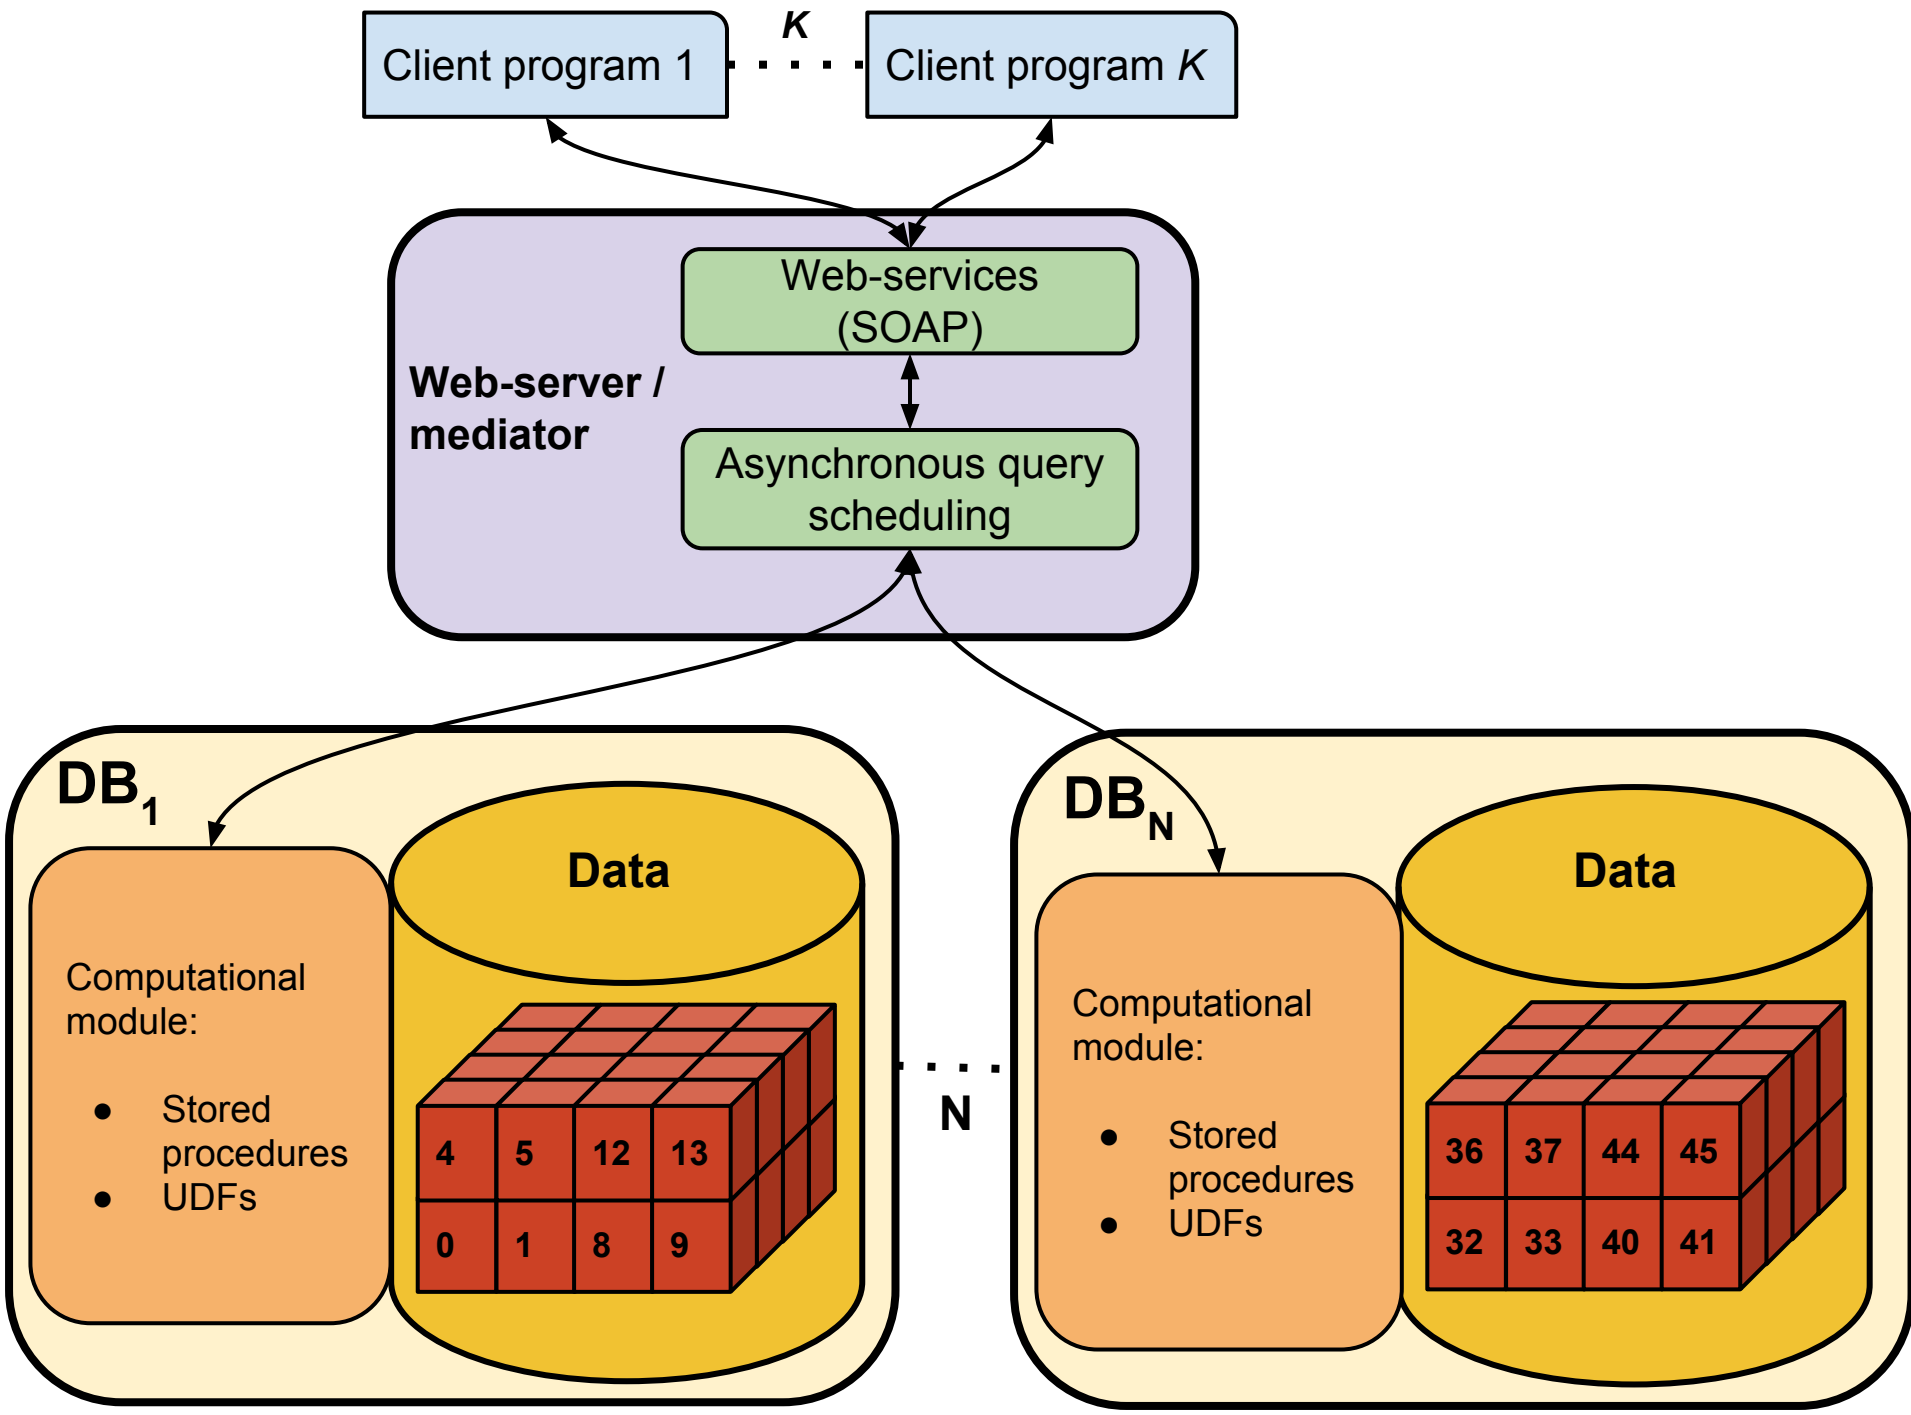 K
Client program 1
Client program K
Web-services
(SOAP)
Web-server /
mediator
Asynchronous query
scheduling
DB1
Data
Computational
module:
● Stored
procedures
● UDFs
4 5 12 13
0 1 8 9
N
DBN
Data
Computational
module:
● Stored
procedures
● UDFs
36 37 44 45
32 33 40 41